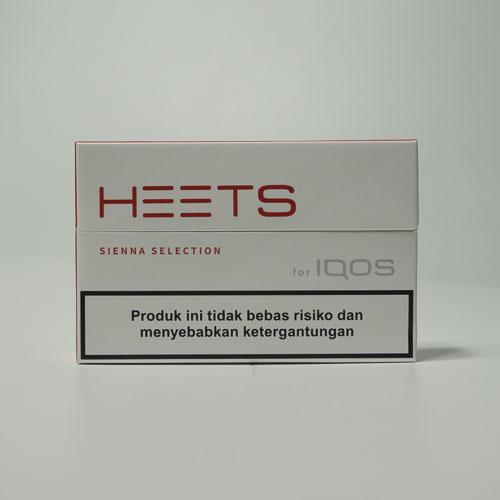 HEETS
SIENNA SELECTION
for IQOS
Produk ini tidak bebas risiko dan
menyebabkan ketergantungan